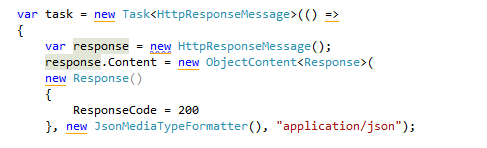 var task = new Task<HttpResponseMessage>(() =>
{
var response = new HttpResponseMessage();
response.Content = new ObjectContent<Response>(
new Response()
{
ResponseCode = 200
}, new JsonMediaTypeFormatter(), "application/json");